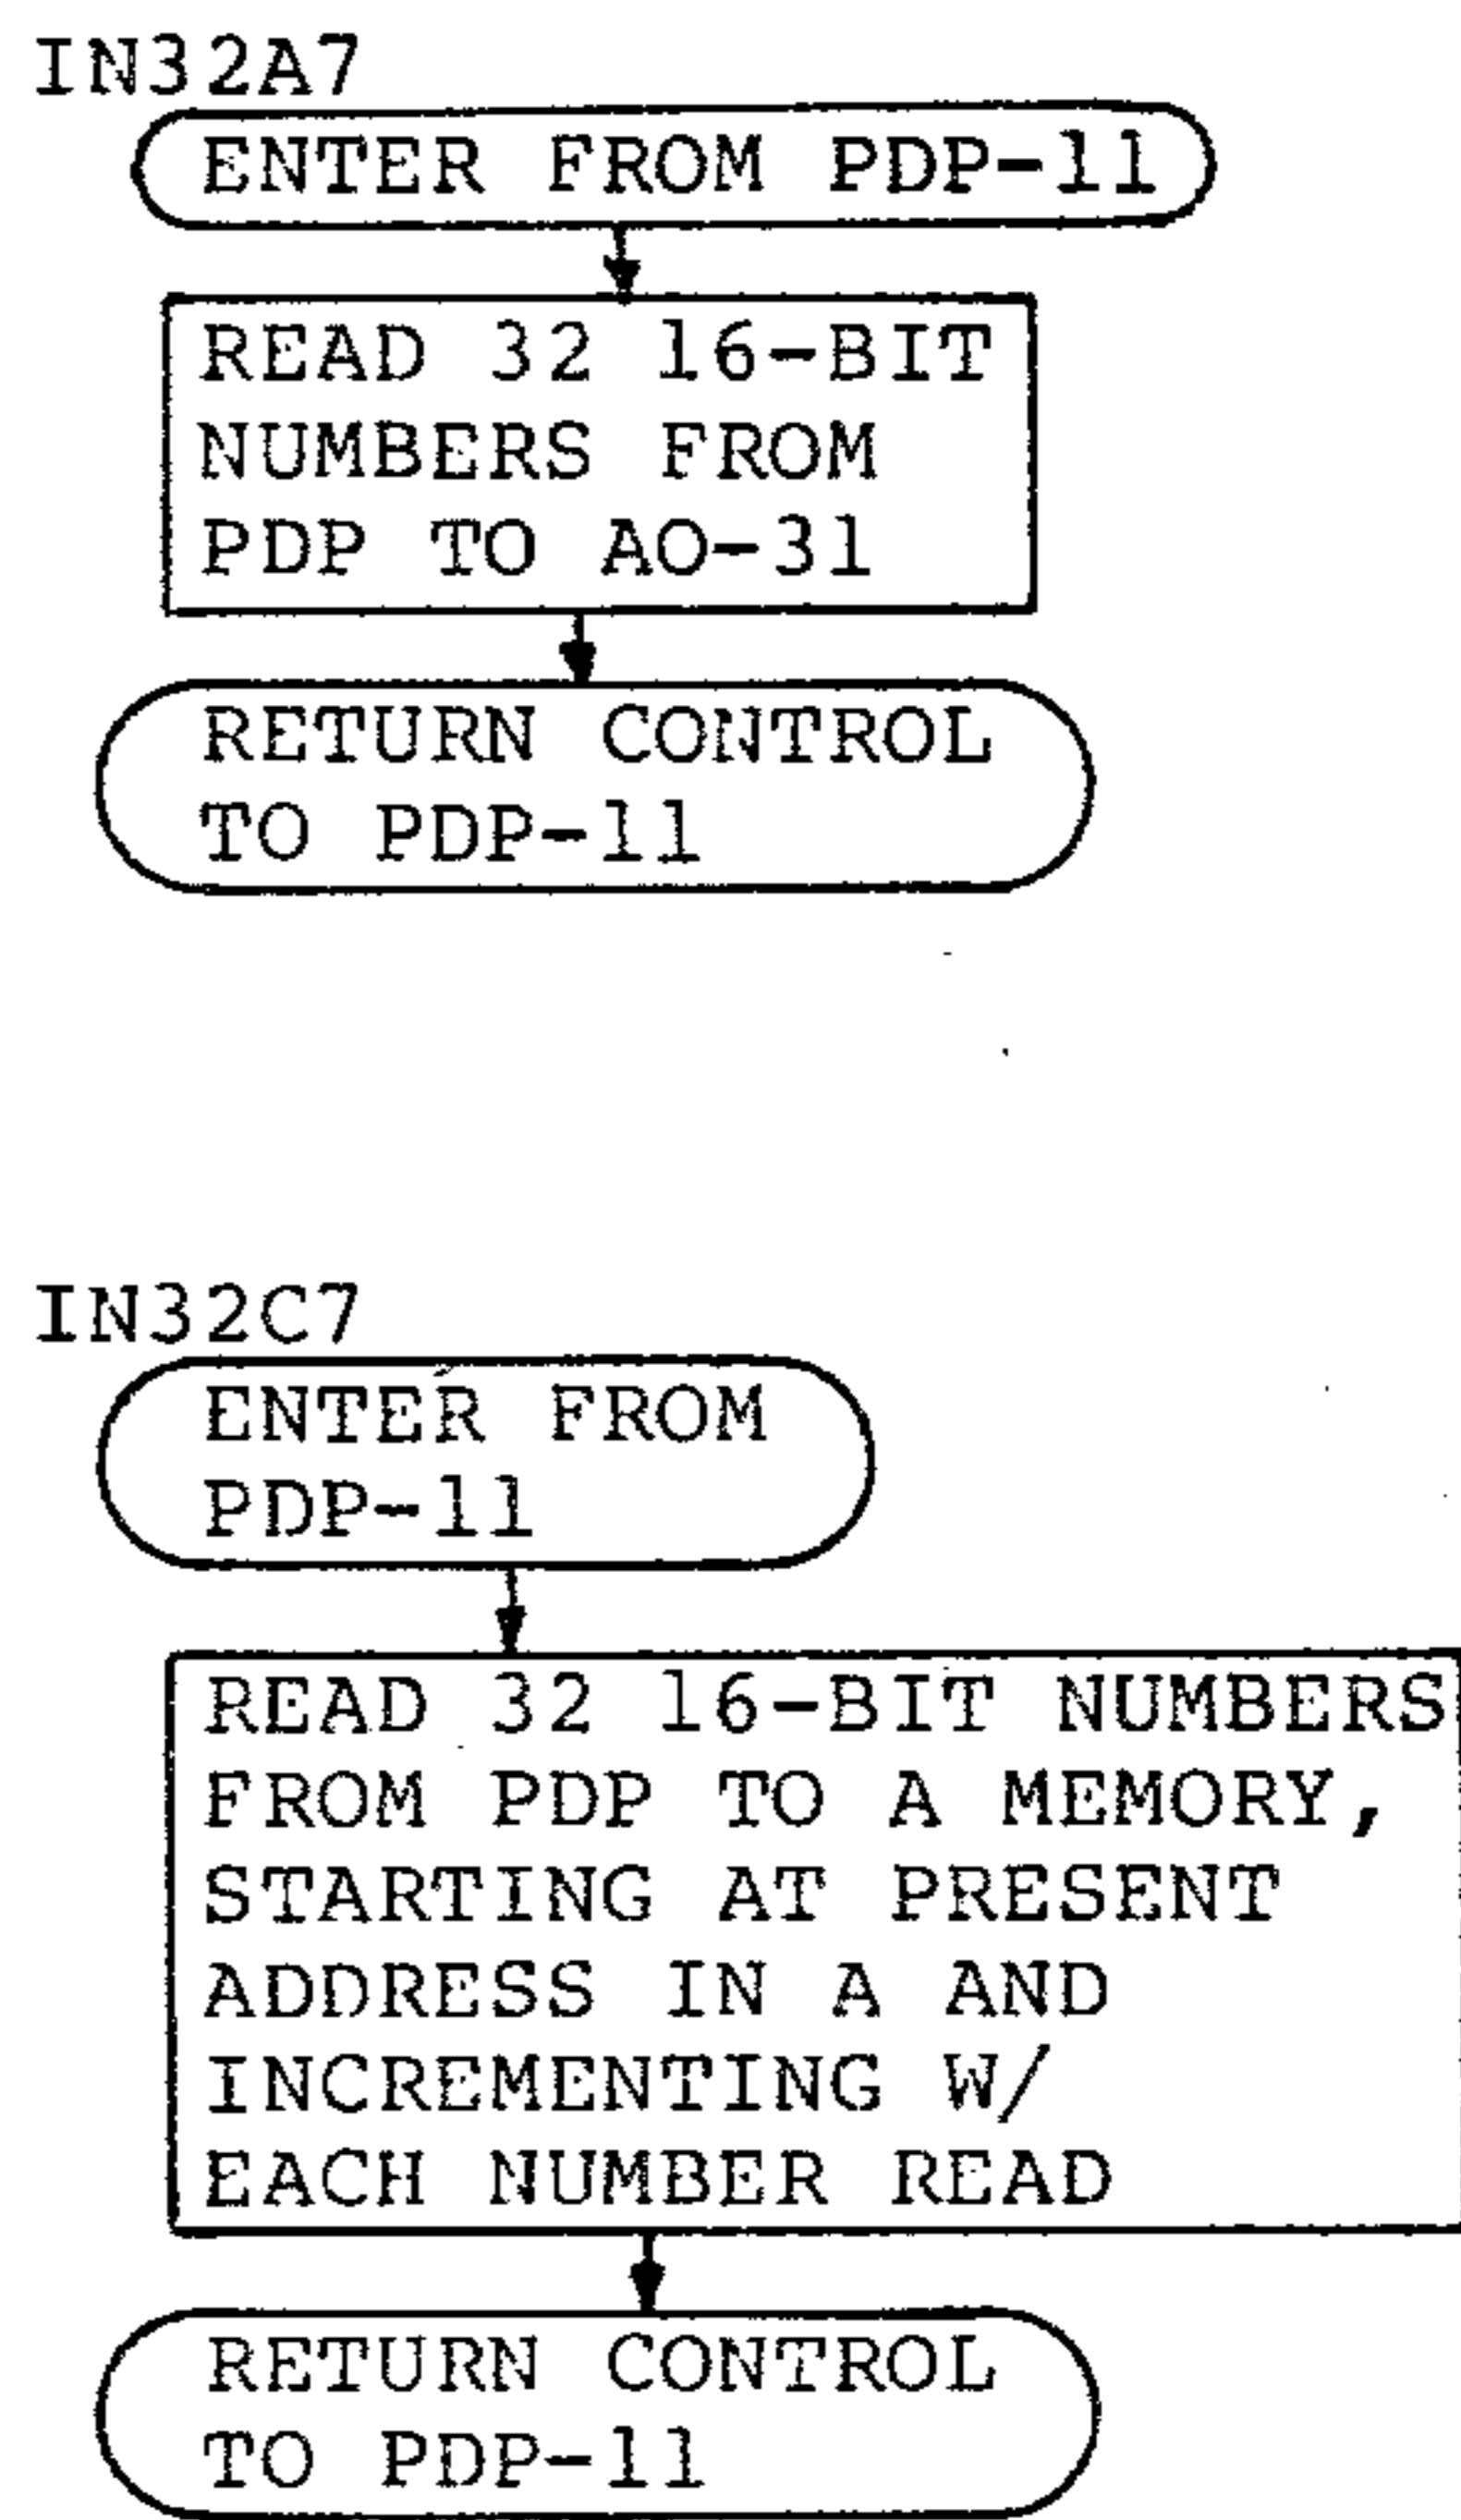 IN32A7
ENTER FROM PDP-11
READ 32 16-BIT
NUMBERS FROM
PDP TO AO-31
RETURN CONTROL
TO PDP-11
IN32C7
ENTER FROM
PDP-11
READ 32 16-BIT NUMBERS
FROM PDP TO A MEMORY,
STARTING AT PRESENT
ADDRESS IN A AND
INCREMENTING W/
EACH NUMBER READ
RETURN CONTROL
TO PDP-11